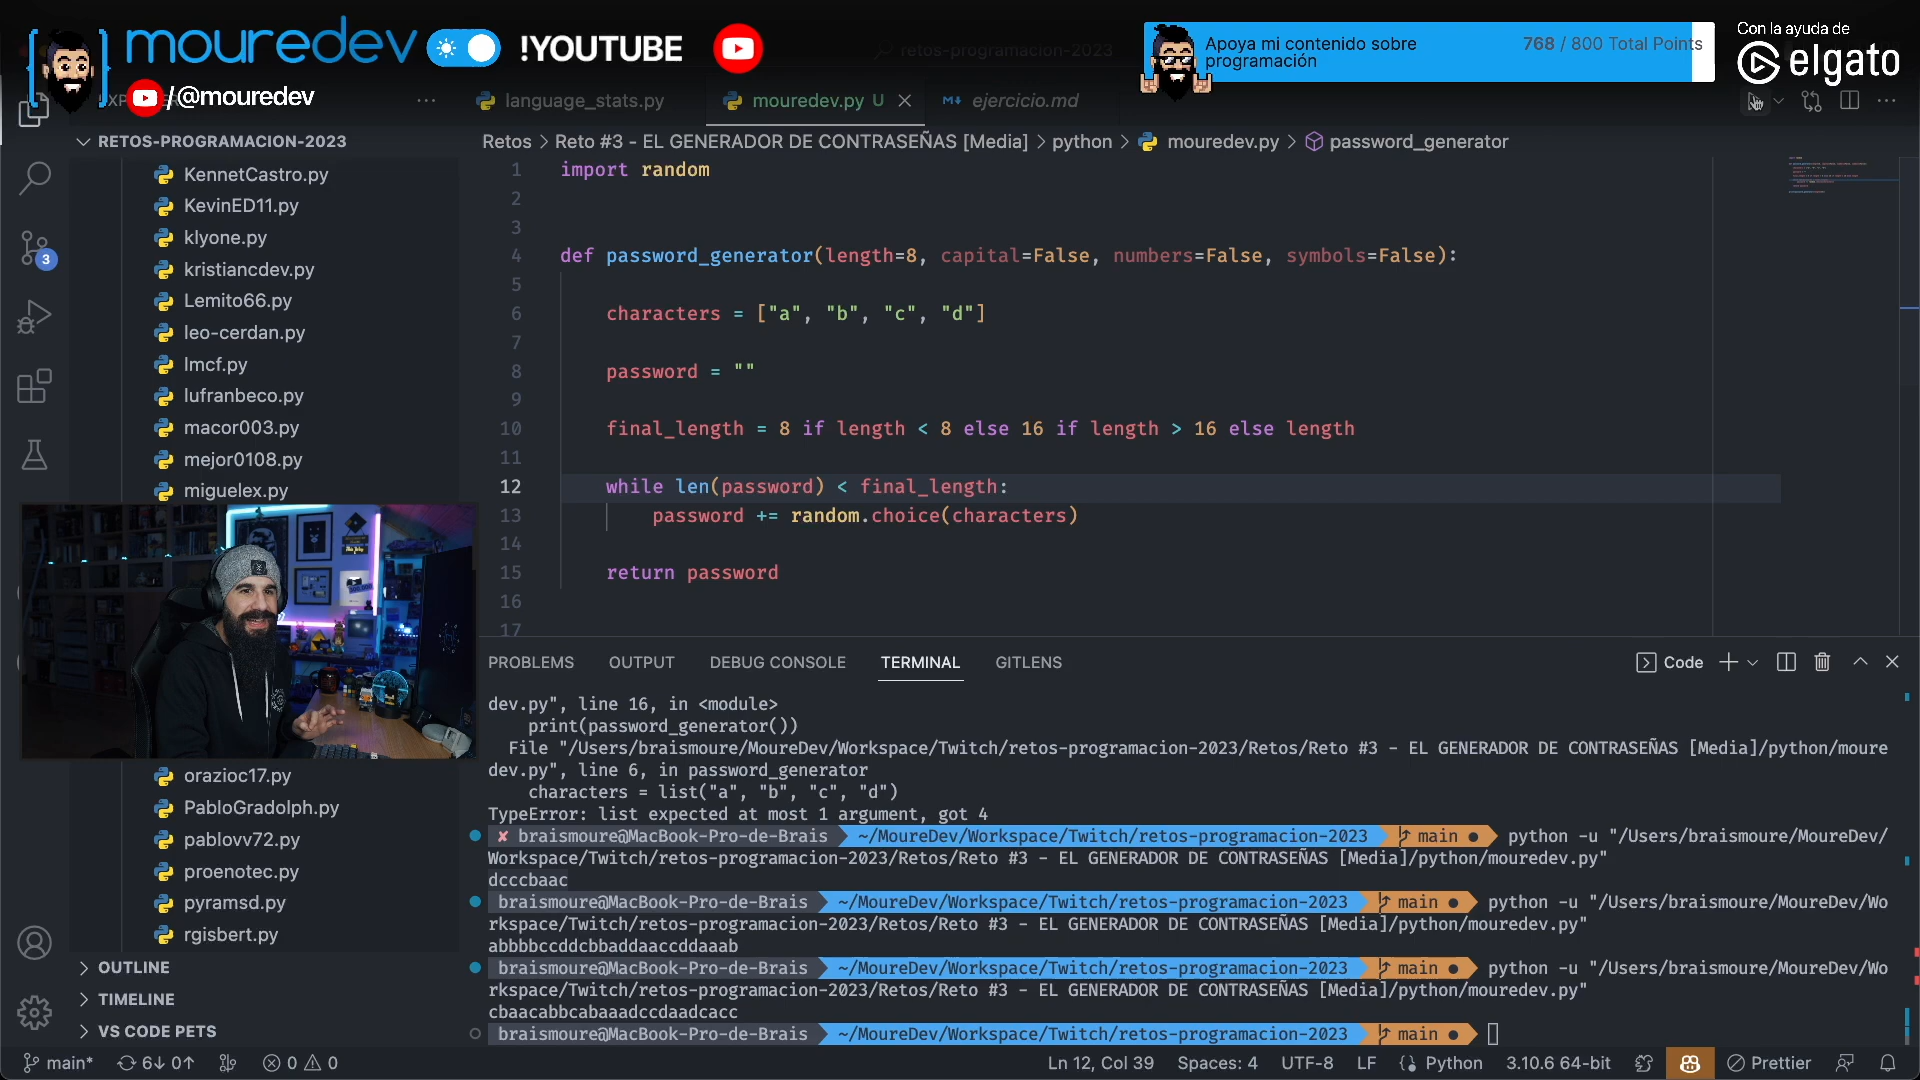 mouredev
!YOUTUBE
/@mouredev
retos-programacion-2023
Apoya mi contenido sobre
programación
768 / 800 Total Points
Con la ayuda de
elgato
language_stats.py
mouredev.py U
ejercicio.md
RETOS-PROGRAMACION-2023
KennetCastro.py
KevinED11.py
klyone.py
kristiancdev.py
Lemito66.py
leo-cerdan.py
lmcf.py
lufranbeco.py
macor003.py
mejor0108.py
miguelex.py
orazioc17.py
PabloGradolph.py
pablovv72.py
proenotec.py
pyramsd.py
rgisbert.py
OUTLINE
TIMELINE
VS CODE PETS
3
Retos > Reto #3 - EL GENERADOR DE CONTRASEÑAS [Media] > python > mouredev.py > password_generator
1 import random
2
3
4 def password_generator(length=8, capital=False, numbers=False, symbols=False):
5
6 characters = ["a", "b", "c", "d"]
7
8 password = ""
9
10 final_length = 8 if length < 8 else 16 if length > 16 else length
11
12 while len(password) < final_length:
13 password += random.choice(characters)
14
15 return password
16
17
PROBLEMS OUTPUT DEBUG CONSOLE TERMINAL GITLENS
Code
dev.py", line 16, in <module>
print(password_generator())
File "/Users/braismoure/MoureDev/Workspace/Twitch/retos-programacion-2023/Retos/Reto #3 - EL GENERADOR DE CONTRASEÑAS [Media]/python/moure
dev.py", line 6, in password_generator
characters = list("a", "b", "c", "d")
TypeError: list expected at most 1 argument, got 4
✘ braismoure@MacBook-Pro-de-Brais ~/MoureDev/Workspace/Twitch/retos-programacion-2023 main ● python -u "/Users/braismoure/MoureDev/
Workspace/Twitch/retos-programacion-2023/Retos/Reto #3 - EL GENERADOR DE CONTRASEÑAS [Media]/python/mouredev.py"
dcccbaac
braismoure@MacBook-Pro-de-Brais ~/MoureDev/Workspace/Twitch/retos-programacion-2023 main ● python -u "/Users/braismoure/MoureDev/Wo
rkspace/Twitch/retos-programacion-2023/Retos/Reto #3 - EL GENERADOR DE CONTRASEÑAS [Media]/python/mouredev.py"
abbbbccddcbbaddaaccddaaab
braismoure@MacBook-Pro-de-Brais ~/MoureDev/Workspace/Twitch/retos-programacion-2023 main ● python -u "/Users/braismoure/MoureDev/Wo
rkspace/Twitch/retos-programacion-2023/Retos/Reto #3 - EL GENERADOR DE CONTRASEÑAS [Media]/python/mouredev.py"
cbaacabbcabaaadccdaadcacc
braismoure@MacBook-Pro-de-Brais ~/MoureDev/Workspace/Twitch/retos-programacion-2023 main ●
main* 6↓ 0↑ 0 0 Ln 12, Col 39 Spaces: 4 UTF-8 LF Python 3.10.6 64-bit Prettier